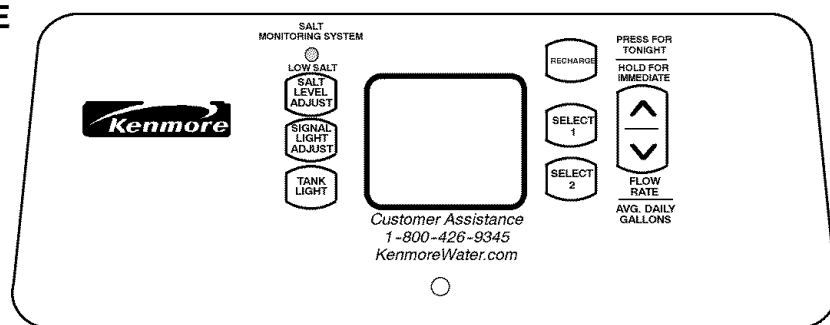 E
SALT
MONITORING SYSTEM
LOW SALT
SALT
LEVEL
ADJUST
SIGNAL
LIGHT
ADJUST
TANK
LIGHT
Kenmore
Customer Assistance
1-800-426-9345
KenmoreWater.com
RECHARGE
SELECT
1
SELECT
2
PRESS FOR
TONIGHT
HOLD FOR
IMMEDIATE
FLOW
RATE
AVG. DAILY
GALLONS